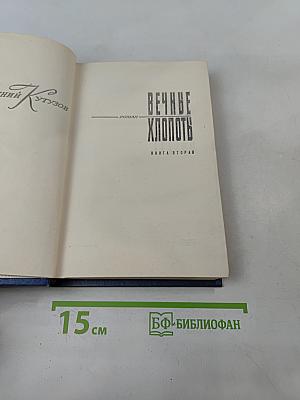 ний Кутузов
роман
ВЕЧНЫЕ
ХЛОПОТЫ
КНИГА ВТОРАЯ
15 см
БФ БИБЛИОФАН